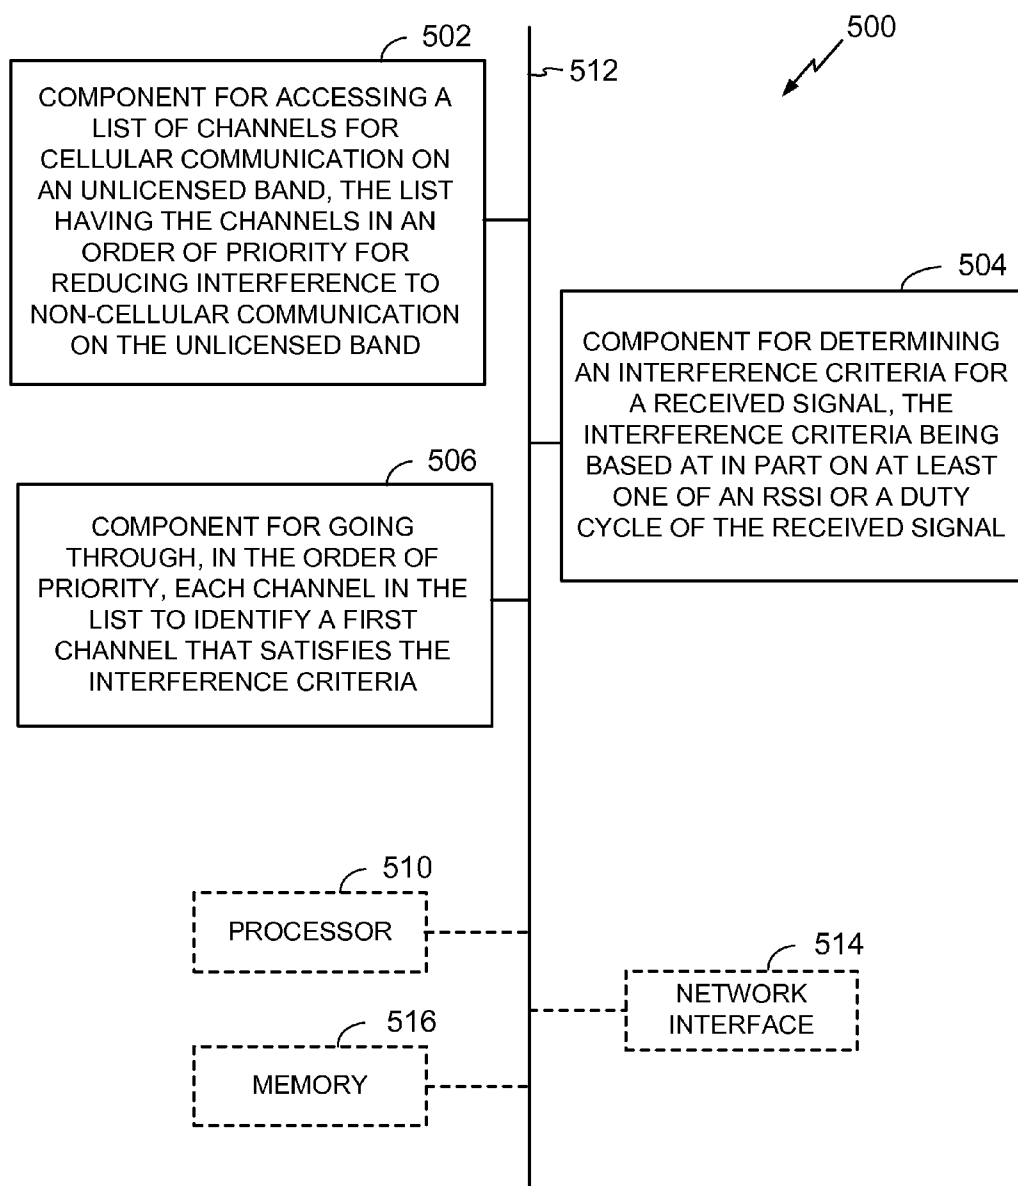 500
502
512
COMPONENT FOR ACCESSING A
LIST OF CHANNELS FOR
CELLULAR COMMUNICATION ON
AN UNLICENSED BAND, THE LIST
HAVING THE CHANNELS IN AN
ORDER OF PRIORITY FOR
REDUCING INTERFERENCE TO
NON-CELLULAR COMMUNICATION
ON THE UNLICENSED BAND
504
COMPONENT FOR DETERMINING
AN INTERFERENCE CRITERIA FOR
A RECEIVED SIGNAL, THE
INTERFERENCE CRITERIA BEING
BASED AT IN PART ON AT LEAST
ONE OF AN RSSI OR A DUTY
CYCLE OF THE RECEIVED SIGNAL
506
COMPONENT FOR GOING
THROUGH, IN THE ORDER OF
PRIORITY, EACH CHANNEL IN THE
LIST TO IDENTIFY A FIRST
CHANNEL THAT SATISFIES THE
INTERFERENCE CRITERIA
510
PROCESSOR
514
NETWORK
INTERFACE
516
MEMORY